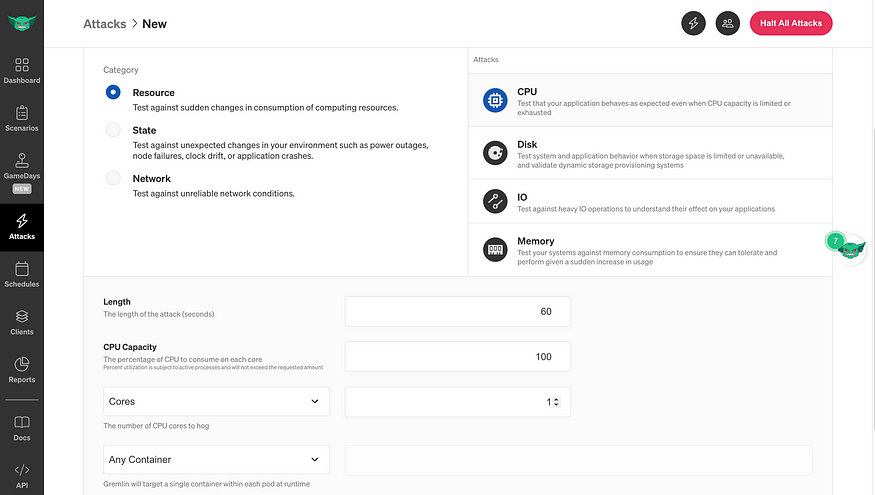 Attacks > New
Halt All Attacks
Dashboard
Scenarios
GameDays
NEW
Attacks
Schedules
Clients
Reports
Docs
API
Category
Resource
Test against sudden changes in consumption of computing resources.
State
Test against unexpected changes in your environment such as power outages,
node failures, clock drift, or application crashes.
Network
Test against unreliable network conditions.
Attacks
CPU
Test that your application behaves as expected even when CPU capacity is limited or
exhausted
Disk
Test system and application behavior when storage space is limited or unavailable,
and validate dynamic storage provisioning systems
IO
Test against heavy IO operations to understand their effect on your applications
Memory
Test your systems against memory consumption to ensure they can tolerate and
perform given a sudden increase in usage
7
Length
The length of the attack (seconds)
60
CPU Capacity
The percentage of CPU to consume on each core
Percent utilization is subject to active processes and will not exceed the requested amount
100
Cores
1
The number of CPU cores to hog
Any Container
Gremlin will target a single container within each pod at runtime